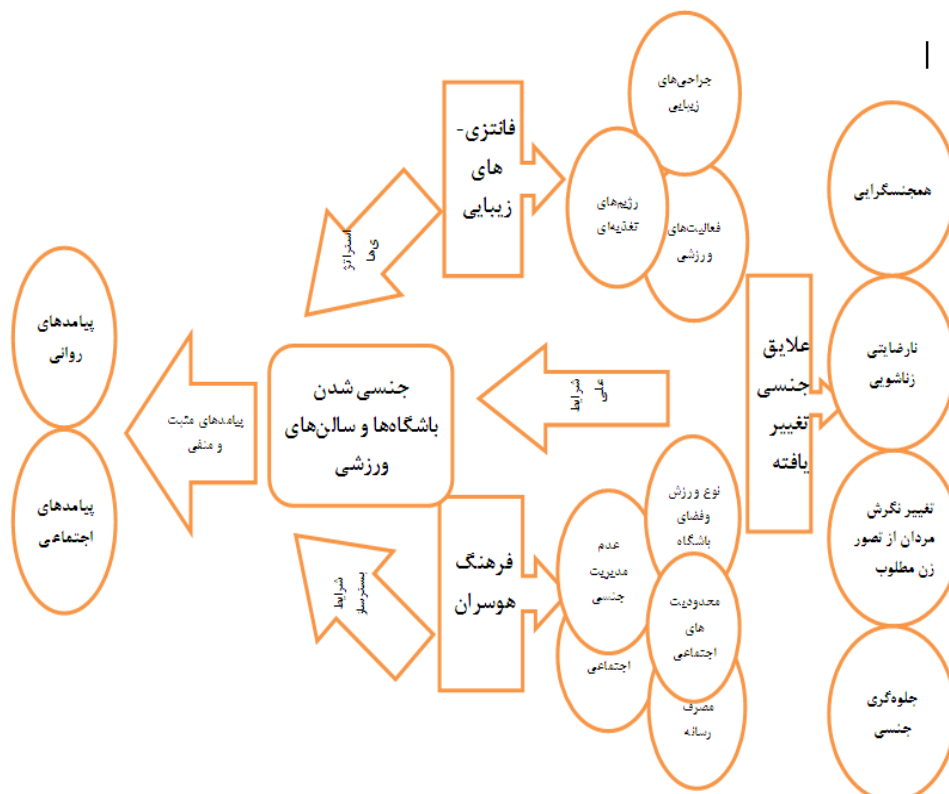 جراحی‌های
زیبایی
رژیم‌های
تغذیه‌ای
فعالیت‌های
ورزشی
فانتزی-
های
زیبایی
استراتژ
ی‌ها
همجنسگرایی
نارضایتی
زناشویی
تغییر نگرش
مردان از تصور
زن مطلوب
جلوه‌گری
جنسی
علایق
جنسی
تغییر
یافته
شرایط
علی
جنسی شدن
باشگاه‌ها و سالن‌های
ورزشی
نوع ورزش
وفضای
باشگاه
عدم
مدیریت
جنسی
محدودیت
های
اجتماعی
اجتماعی
مصرف
رسانه
فرهنگ
هوسران
شرایط
بسترساز
پیامدهای مثبت
و منفی
پیامدهای
روانی
پیامدهای
اجتماعی